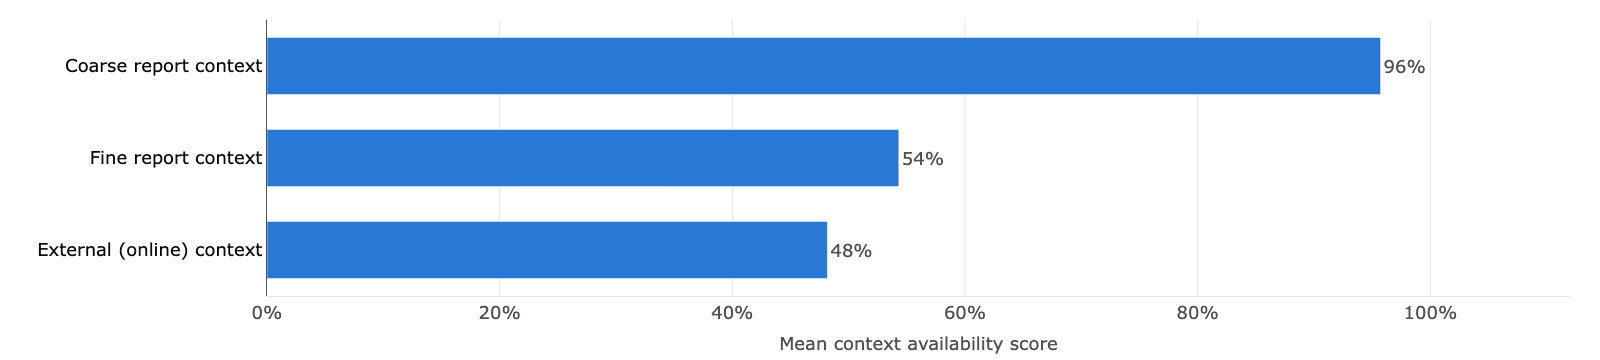 Coarse report context
96%
Fine report context
54%
External (online) context
48%
0%
20%
40%
60%
80%
100%
Mean context availability score